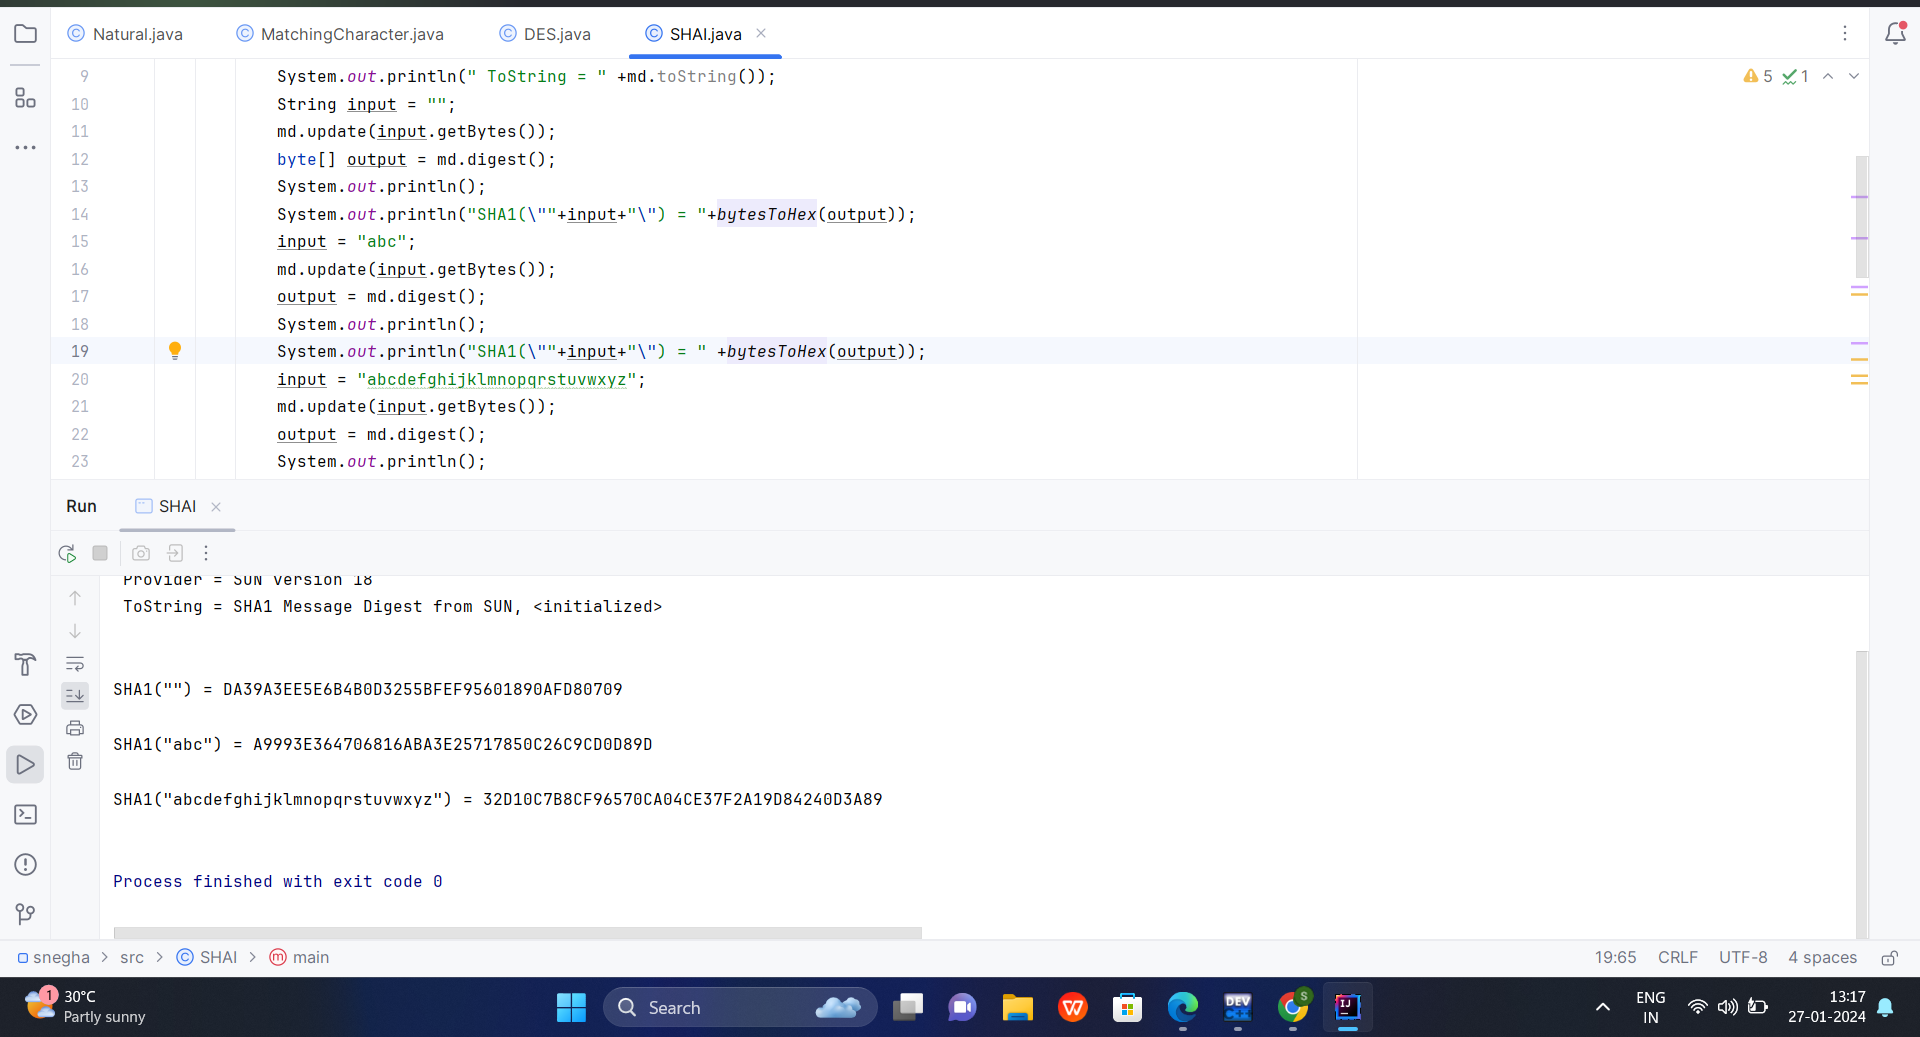 Natural.java MatchingCharacter.java DES.java SHAI.java
9 System.out.println(" ToString = " +md.toString());
5 1
10 String input = "";
11 md.update(input.getBytes());
12 byte[] output = md.digest();
13 System.out.println();
14 System.out.println("SHA1(\""+input+"\") = "+bytesToHex(output));
15 input = "abc";
16 md.update(input.getBytes());
17 output = md.digest();
18 System.out.println();
19 System.out.println("SHA1(\""+input+"\") = " +bytesToHex(output));
20 input = "abcdefghijklmnopqrstuvwxyz";
21 md.update(input.getBytes());
22 output = md.digest();
23 System.out.println();
Run SHAI
Provider = SUN version 18
ToString = SHA1 Message Digest from SUN, <initialized>
SHA1("") = DA39A3EE5E6B4B0D3255BFEF95601890AFD80709
SHA1("abc") = A9993E364706816ABA3E25717850C26C9CD0D89D
SHA1("abcdefghijklmnopqrstuvwxyz") = 32D10C7B8CF96570CA04CE37F2A19D84240D3A89
Process finished with exit code 0
snegha > src > SHAI > main
19:65 CRLF UTF-8 4 spaces
1
30°C
Partly sunny
Search
DEV
C++
S
IJ
ENG
IN
13:17
27-01-2024